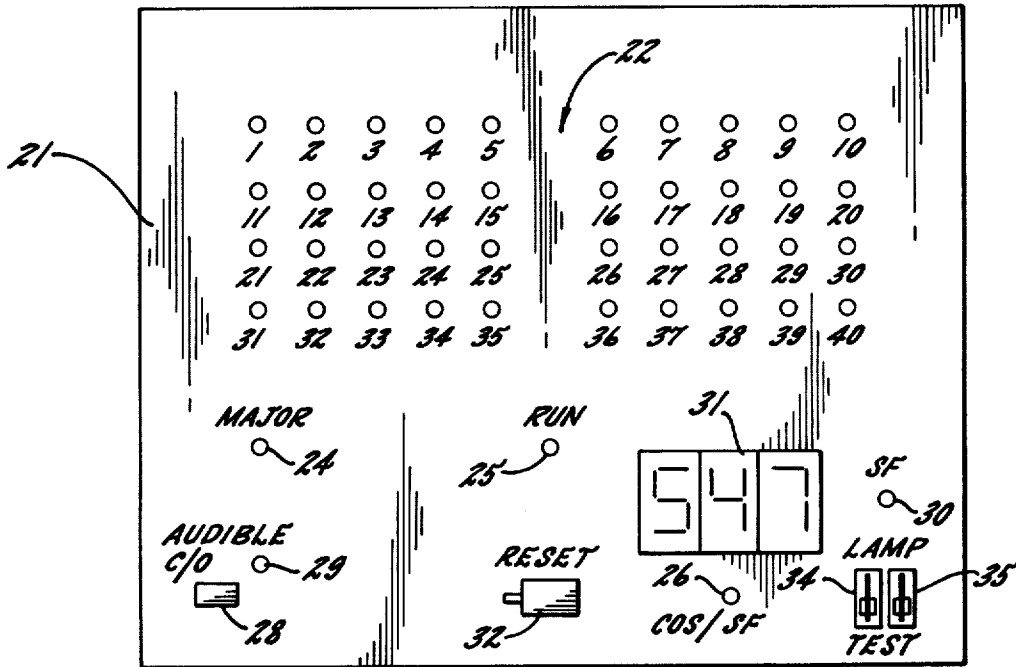 22
1 2 3 4 5 6 7 8 9 10
21
11 12 13 14 15 16 17 18 19 20
21 22 23 24 25 26 27 28 29 30
31 32 33 34 35 36 37 38 39 40
MAJOR RUN 31
24 25 547 SF
30
AUDIBLE
C/O 29 RESET 26 LAMP
34 35
28 32 COS/SF TEST